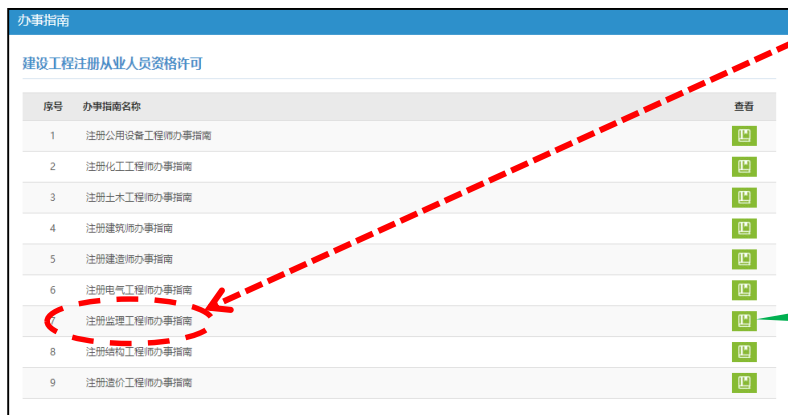 办事指南
建设工程注册从业人员资格许可
序号 办事指南名称 查看
1 注册公用设备工程师办事指南
2 注册化工工程师办事指南
3 注册土木工程师办事指南
4 注册建筑师办事指南
5 注册建造师办事指南
6 注册电气工程师办事指南
7 注册监理工程师办事指南
8 注册结构工程师办事指南
9 注册造价工程师办事指南